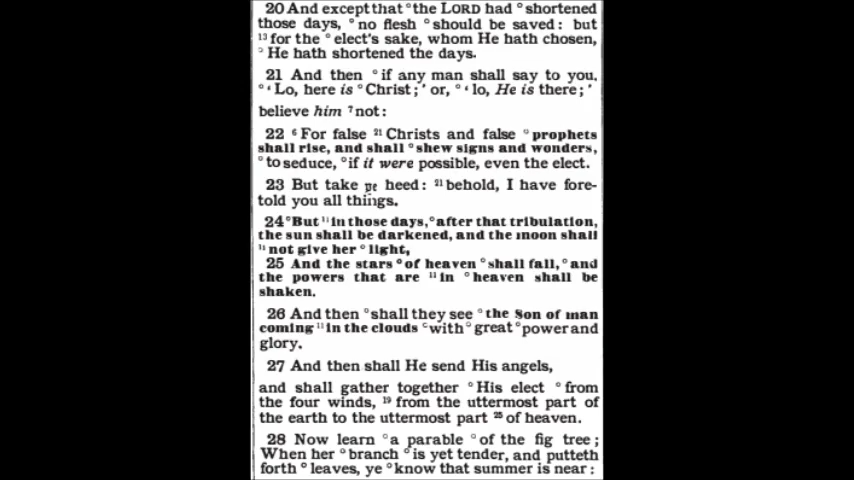 20 And except that °the LORD had °shortened
those days, °no flesh °should be saved: but
¹³ for the °elect's sake, whom He hath chosen,
° He hath shortened the days.
21 And then °if any man shall say to you,
°‘Lo, here is °Christ;’ or, °‘lo, He is there;’
believe him ⁷ not:
22 ⁶ For false ²¹ Christs and false °prophets
shall rise, and shall °shew signs and wonders,
°to seduce, °if it were possible, even the elect.
23 But take ye heed: ²¹ behold, I have fore-
told you all things.
24 °But ¹¹ in those days, °after that tribulation,
the sun shall be darkened, and the moon shall
¹¹ not give her °light,
25 And the stars °of heaven °shall fall, °and
the powers that are ¹¹ in °heaven shall be
shaken.
26 And then °shall they see °the Son of man
coming ¹¹ in the clouds °with °great °power and
glory.
27 And then shall He send His angels,
and shall gather together °His elect °from
the four winds, ¹⁹ from the uttermost part of
the earth to the uttermost part ²⁵ of heaven.
28 Now learn °a parable °of the fig tree;
When her °branch °is yet tender, and putteth
forth °leaves, ye °know that summer is near: